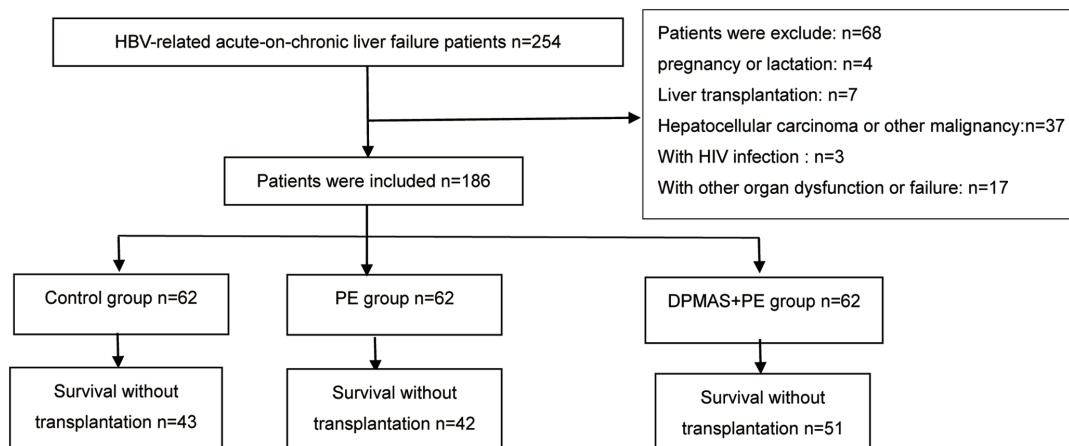 HBV-related acute-on-chronic liver failure patients n=254
Patients were exclude: n=68
pregnancy or lactation: n=4
Liver transplantation: n=7
Hepatocellular carcinoma or other malignancy:n=37
With HIV infection : n=3
With other organ dysfunction or failure: n=17
Patients were included n=186
Control group n=62
PE group n=62
DPMAS+PE group n=62
Survival without
transplantation n=43
Survival without
transplantation n=42
Survival without
transplantation n=51